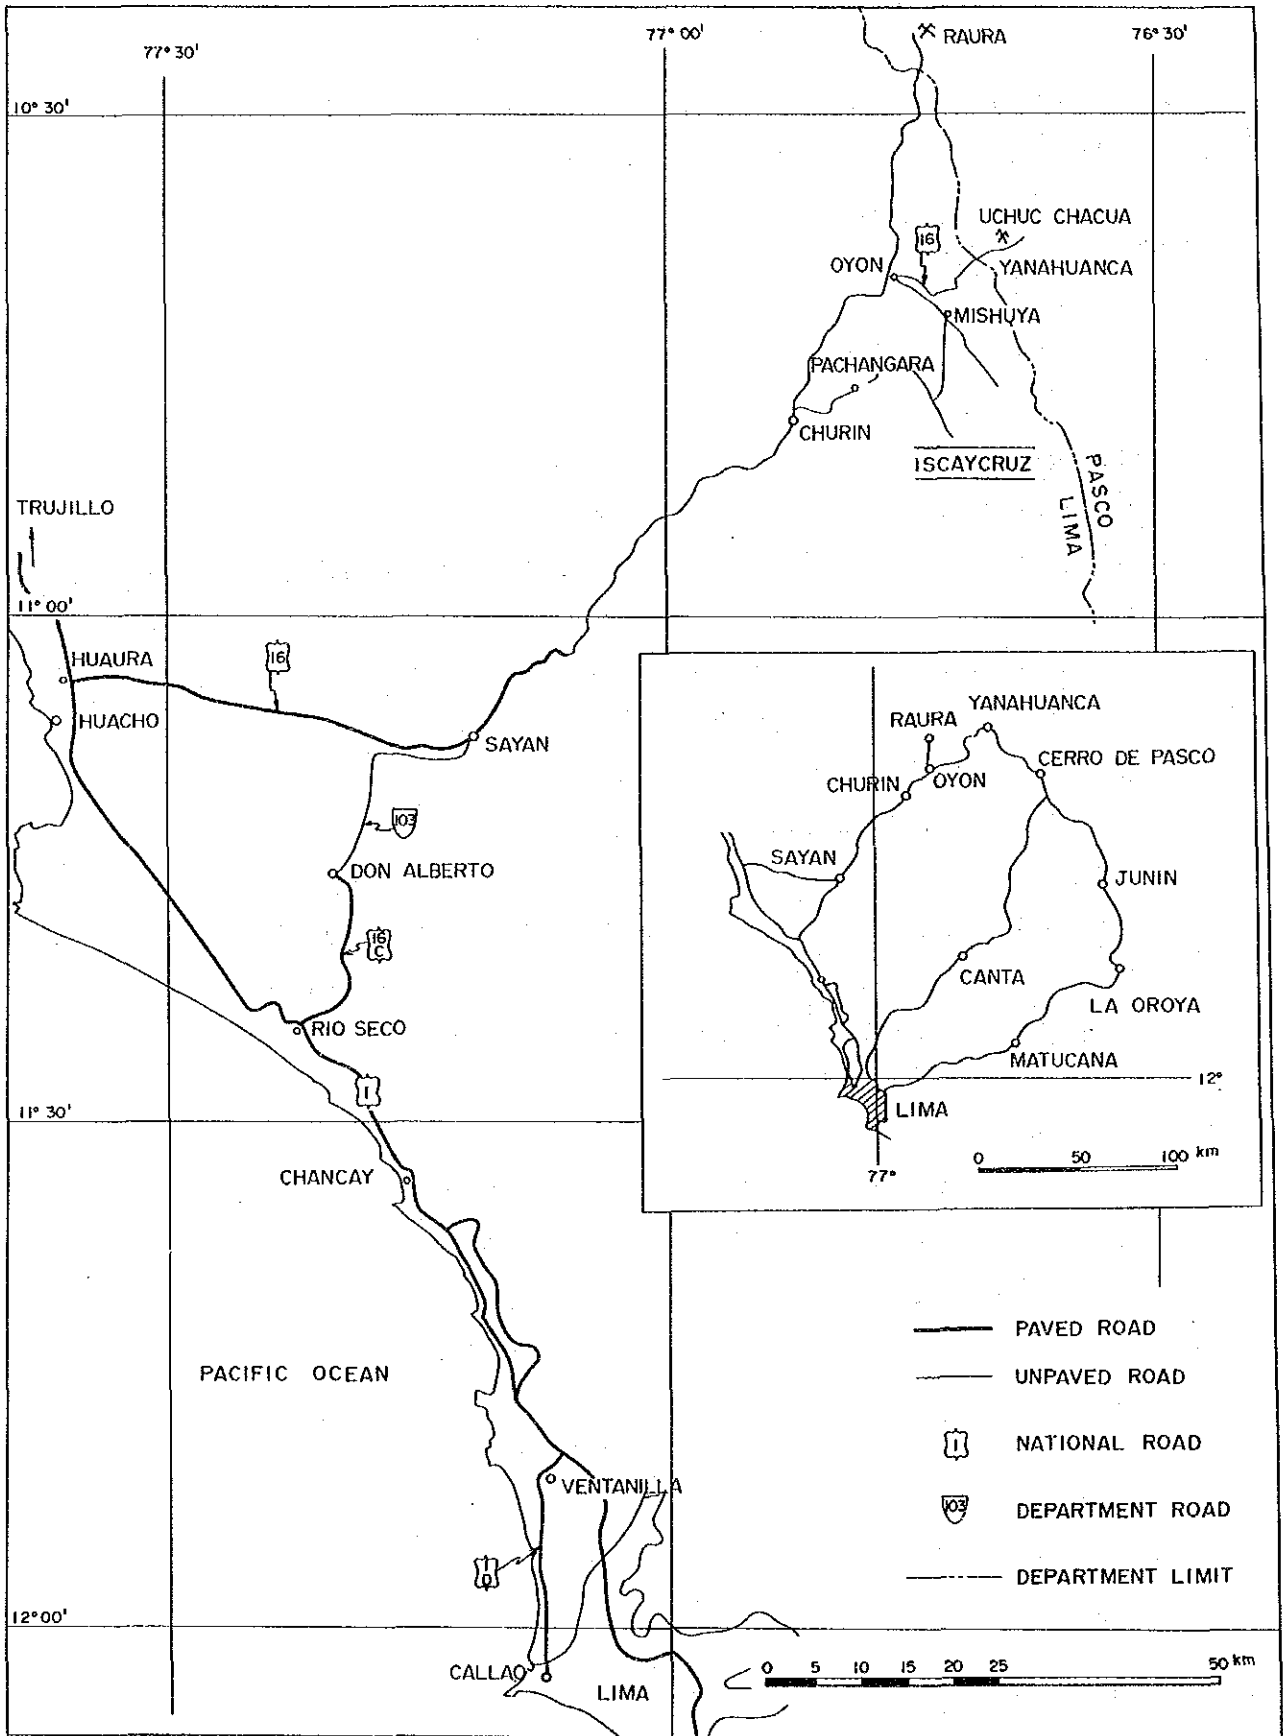 77° 30'
77° 00'
76° 30'
RAURA
10° 30'
UCHUC CHACUA
16
OYON
YANAHUANCA
MISHUYA
PACHANGARA
CHURIN
ISCAYCRUZ
PASCO
LIMA
TRUJILLO
11° 00'
HUAURA
16
HUACHO
SAYAN
103
DON ALBERTO
16 C
RIO SECO
1
11° 30'
CHANCAY
PACIFIC OCEAN
VENTANILLA
12° 00'
CALLAO
LIMA
YANAHUANCA
RAURA
CERRO DE PASCO
CHURIN
OYON
SAYAN
JUNIN
CANTA
LA OROYA
MATUCANA
12°
LIMA
77°
0 50 100 km
PAVED ROAD
UNPAVED ROAD
1 NATIONAL ROAD
103 DEPARTMENT ROAD
DEPARTMENT LIMIT
0 5 10 15 20 25 50 km